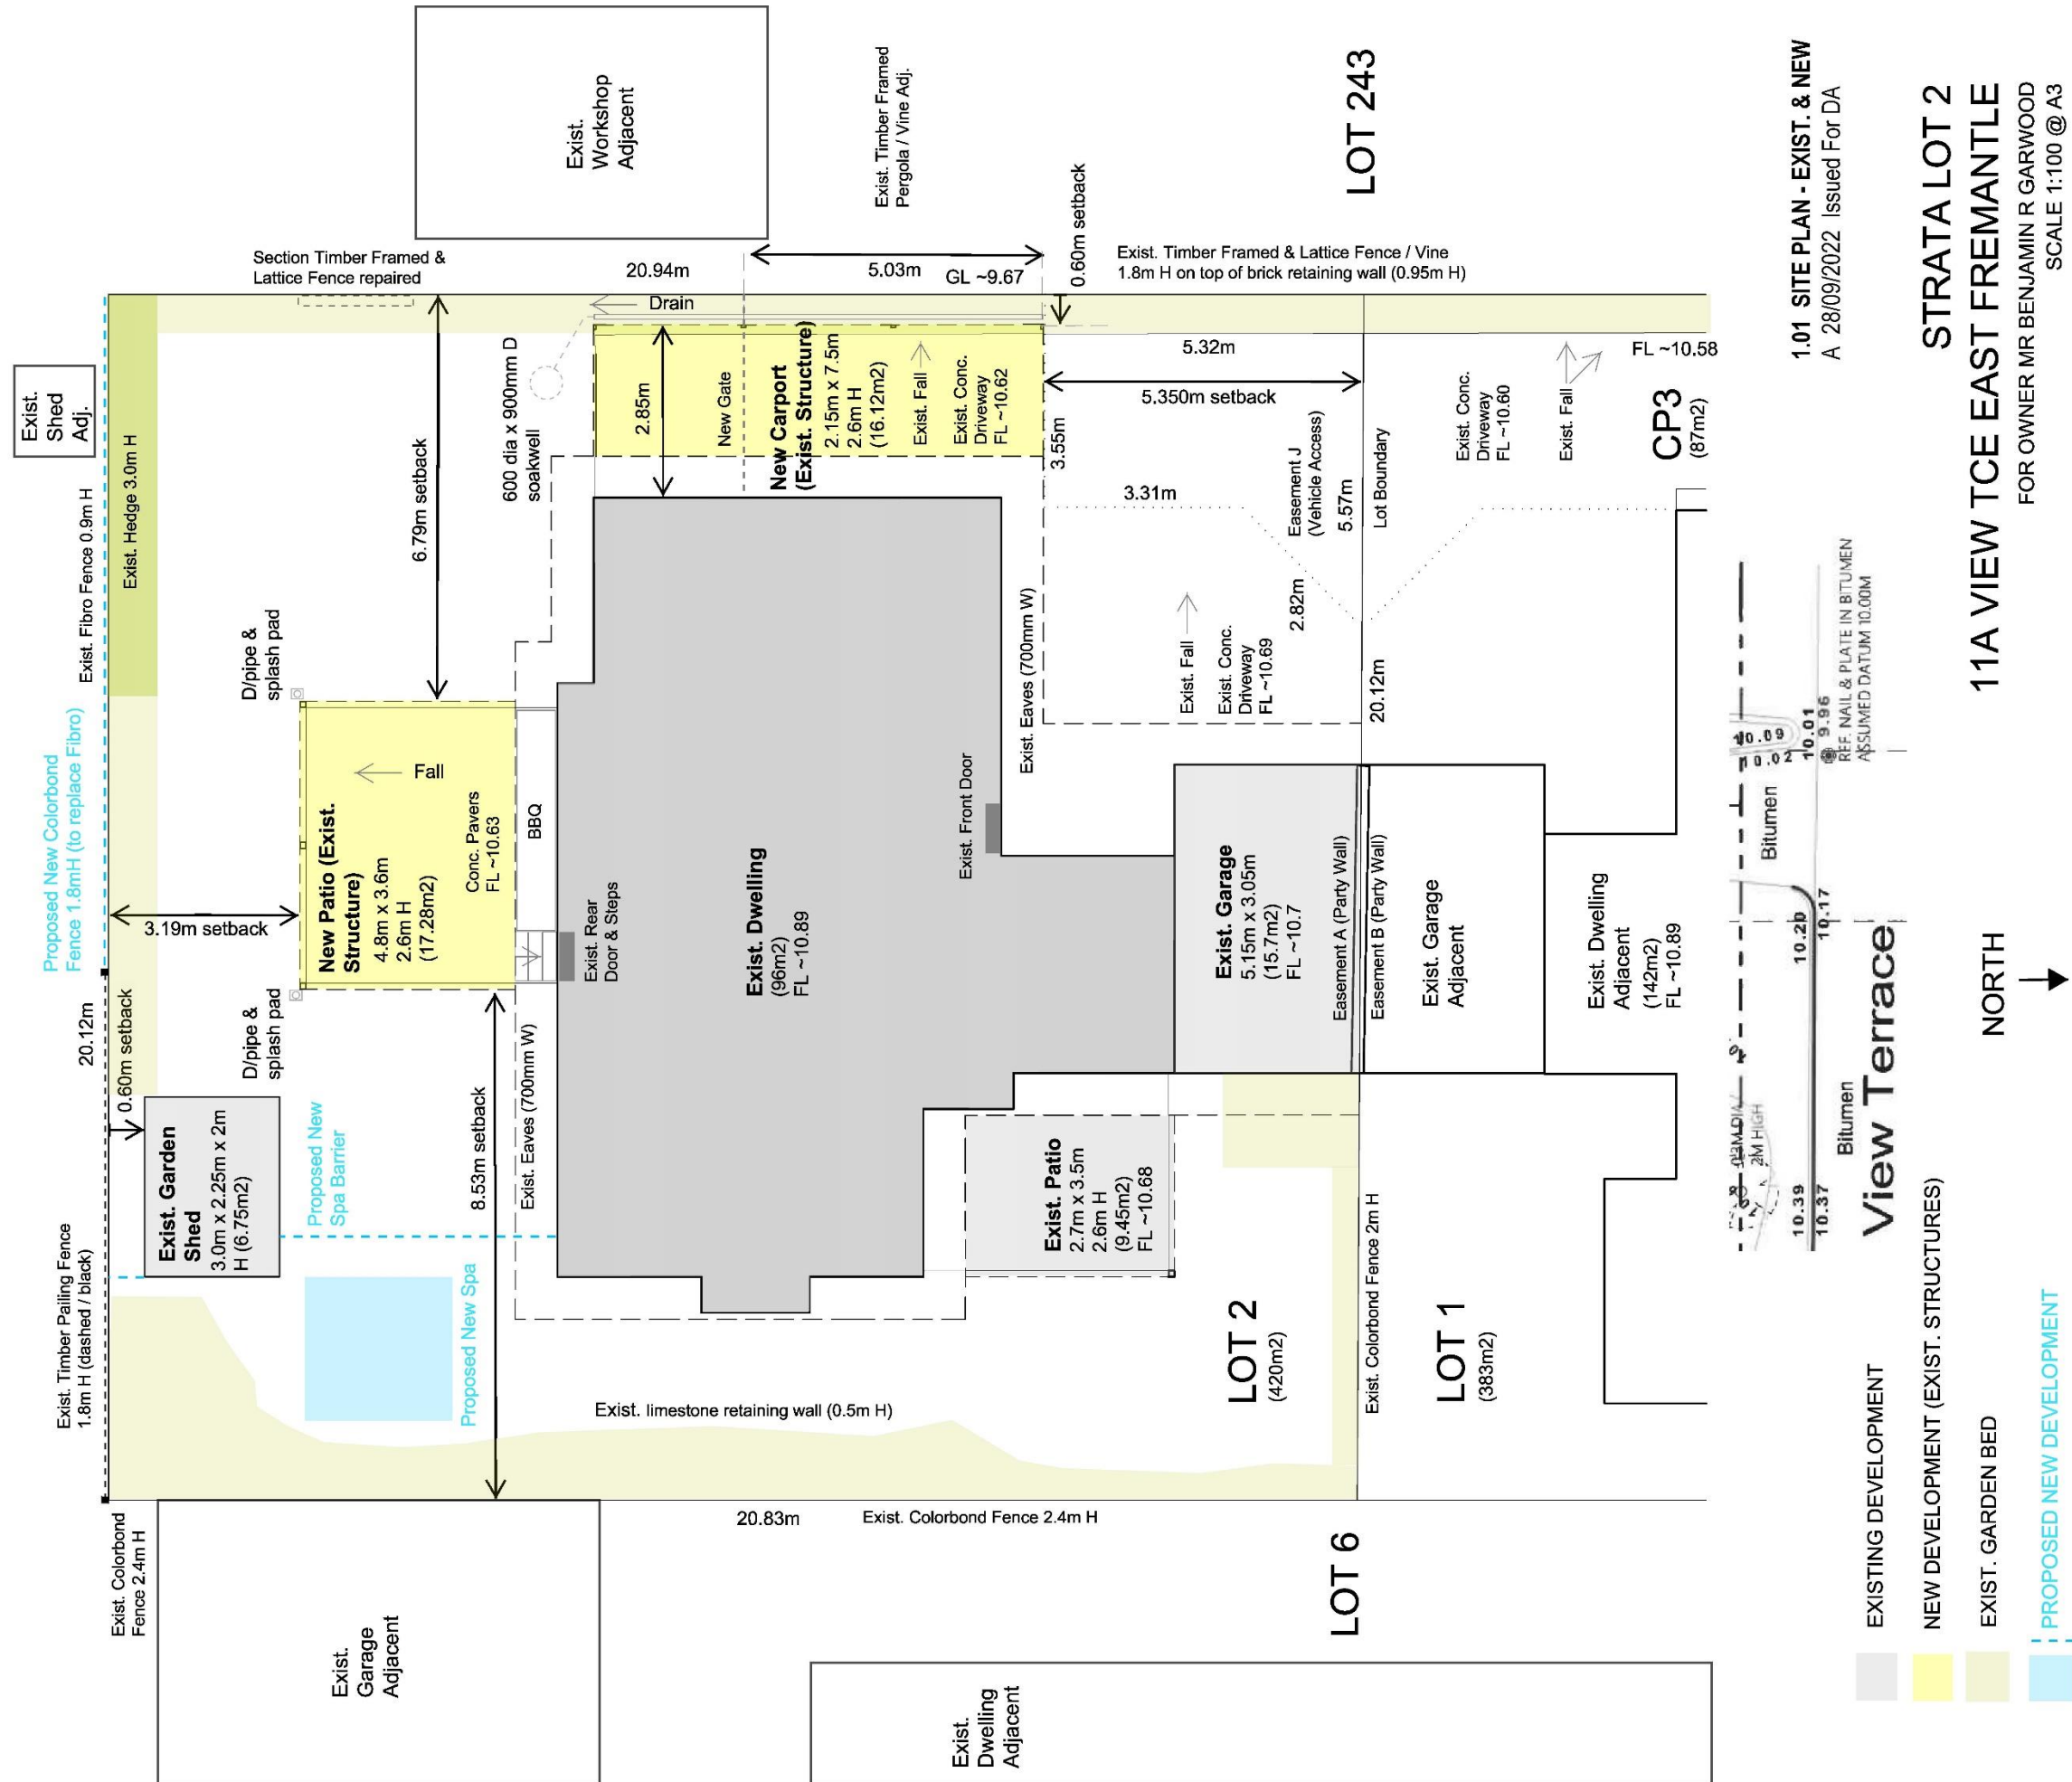 Exist. Colorbond
Fence 2.4m H
Exist. Timber Pailing Fence
1.8m H (dashed / black)
20.12m
Proposed New Colorbond
Fence 1.8mH (to replace Fibro)
Exist. Fibro Fence 0.9m H
Exist.
Shed
Adj.
Exist. Hedge 3.0m H
0.60m setback
3.19m setback
Exist. Garden
Shed
3.0m x 2.25m x 2m
H (6.75m2)
D/pipe &
splash pad
D/pipe &
splash pad
Section Timber Framed &
Lattice Fence repaired
Proposed New
Spa Barrier
Proposed New Spa
8.53m setback
6.79m setback
New Patio (Exist.
Structure)
4.8m x 3.6m
2.6m H
(17.28m2)
Fall
Conc. Pavers
FL ~10.63
BBQ
Exist. Eaves (700mm W)
Exist. Rear
Door & Steps
600 dia x 900mm D
soakwell
Exist.
Workshop
Adjacent
20.94m
Drain
2.85m
New Gate
New Carport
(Exist. Structure)
2.15m x 7.5m
2.6m H
(16.12m2)
Exist. Fall
Exist. Conc.
Driveway
FL ~10.62
5.03m
GL ~9.67
Exist. Timber Framed
Pergola / Vine Adj.
0.60m setback
Exist. Timber Framed & Lattice Fence / Vine
1.8m H on top of brick retaining wall (0.95m H)
LOT 243
Exist.
Garage
Adjacent
Exist. limestone retaining wall (0.5m H)
20.83m
Exist. Colorbond Fence 2.4m H
Exist. Dwelling
(96m2)
FL ~10.89
Exist. Front Door
Exist. Eaves (700mm W)
3.55m
5.32m
5.350m setback
3.31m
Easement J
(Vehicle Access)
5.57m
Lot Boundary
2.82m
Exist. Fall
Exist. Conc.
Driveway
FL ~10.69
20.12m
Exist. Patio
2.7m x 3.5m
2.6m H
(9.45m2)
FL ~10.68
Exist. Garage
5.15m x 3.05m
(15.7m2)
FL ~10.7
Easement A (Party Wall)
Easement B (Party Wall)
LOT 2
(420m2)
Exist. Colorbond Fence 2m H
LOT 1
(383m2)
LOT 6
Exist. Garage
Adjacent
Exist. Dwelling
Adjacent
(142m2)
FL ~10.89
Exist. Conc.
Driveway
FL ~10.60
Exist. Fall
FL ~10.58
CP3
(87m2)
Exist.
Dwelling
Adjacent
2M HIGH
10.39
10.37
10.20
10.17
Bitumen
Bitumen
10.09
10.02
10.01
9.96
REF. NAIL & PLATE IN BITUMEN
ASSUMED DATUM 10.00M
View Terrace
NORTH
EXISTING DEVELOPMENT
NEW DEVELOPMENT (EXIST. STRUCTURES)
EXIST. GARDEN BED
PROPOSED NEW DEVELOPMENT
1.01 SITE PLAN - EXIST. & NEW
A 28/09/2022 Issued For DA
STRATA LOT 2
11A VIEW TCE EAST FREMANTLE
FOR OWNER MR BENJAMIN R GARWOOD
SCALE 1:100 @ A3